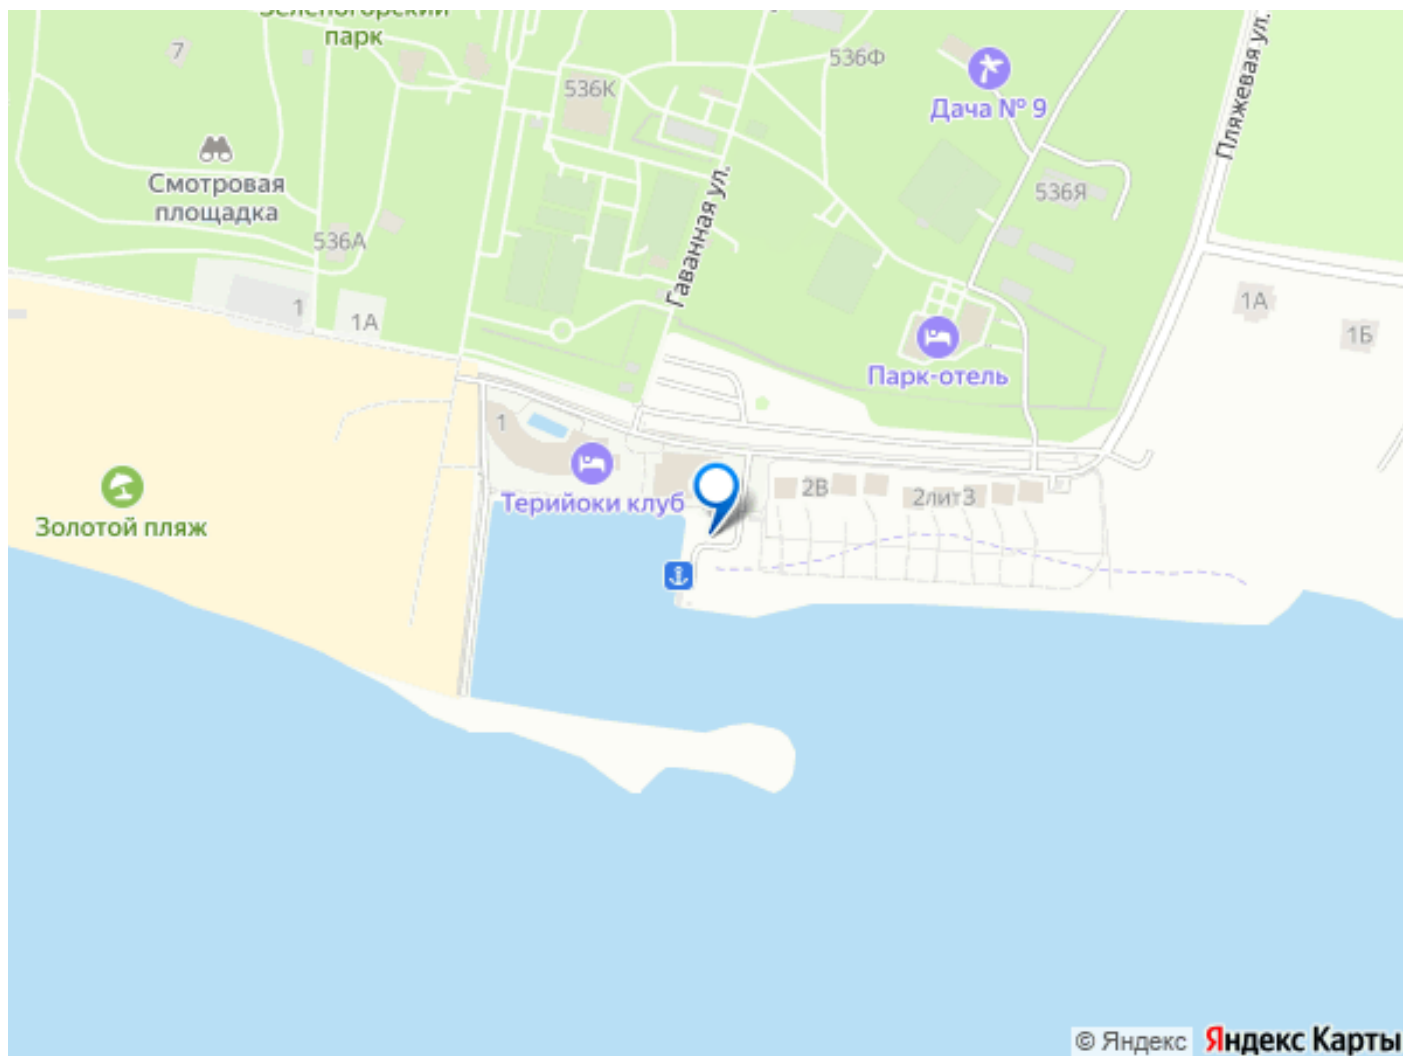 Зеленогорский
парк
7
536Ф
536К
Дача № 9
Пляжевая ул.
Смотровая
площадка
536Я
536А
Гаванная ул.
1
1А
1А
1Б
Парк-отель
1
Терийоки клуб
2В
2лит3
Золотой пляж
© Яндекс Яндекс Карты